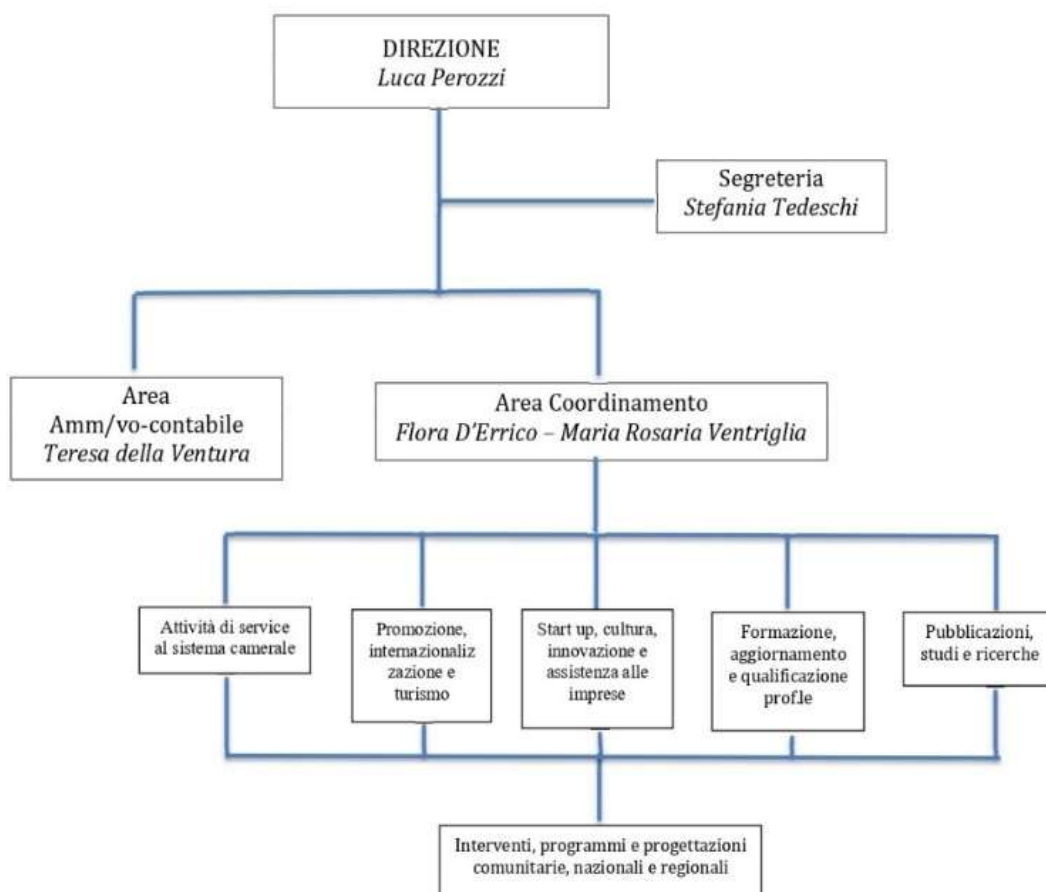 DIREZIONE
Luca Perozzi
Segreteria
Stefania Tedeschi
Area
Amm/vo-contabile
Teresa della Ventura
Area Coordinamento
Flora D'Errico – Maria Rosaria Ventriglia
Attività di service
al sistema camerale
Promozione,
internazionaliz
zazione e
turismo
Start up, cultura,
innovazione e
assistenza alle
imprese
Formazione,
aggiornamento
e qualificazione
prof.le
Pubblicazioni,
studi e ricerche
Interventi, programmi e progettazioni
comunitarie, nazionali e regionali